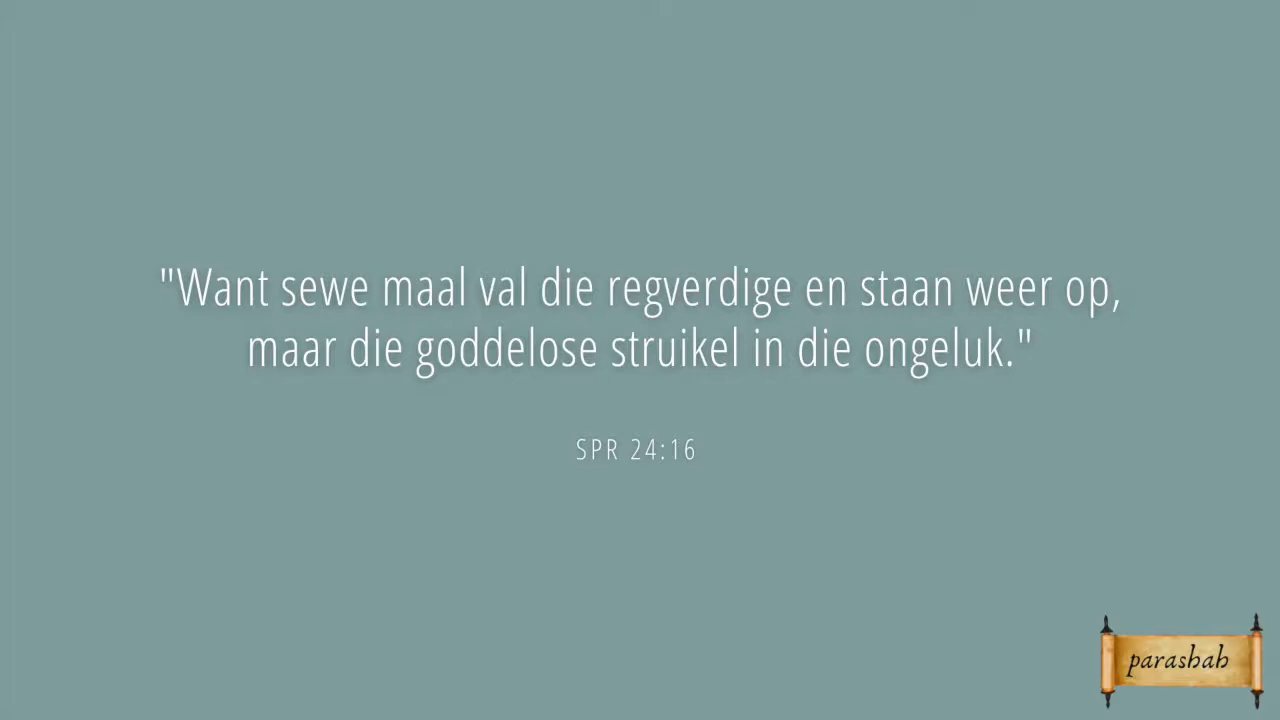 "Want sewe maal val die regverdige en staan weer op,
maar die goddelose struikel in die ongeluk."
SPR 24:16
parashah